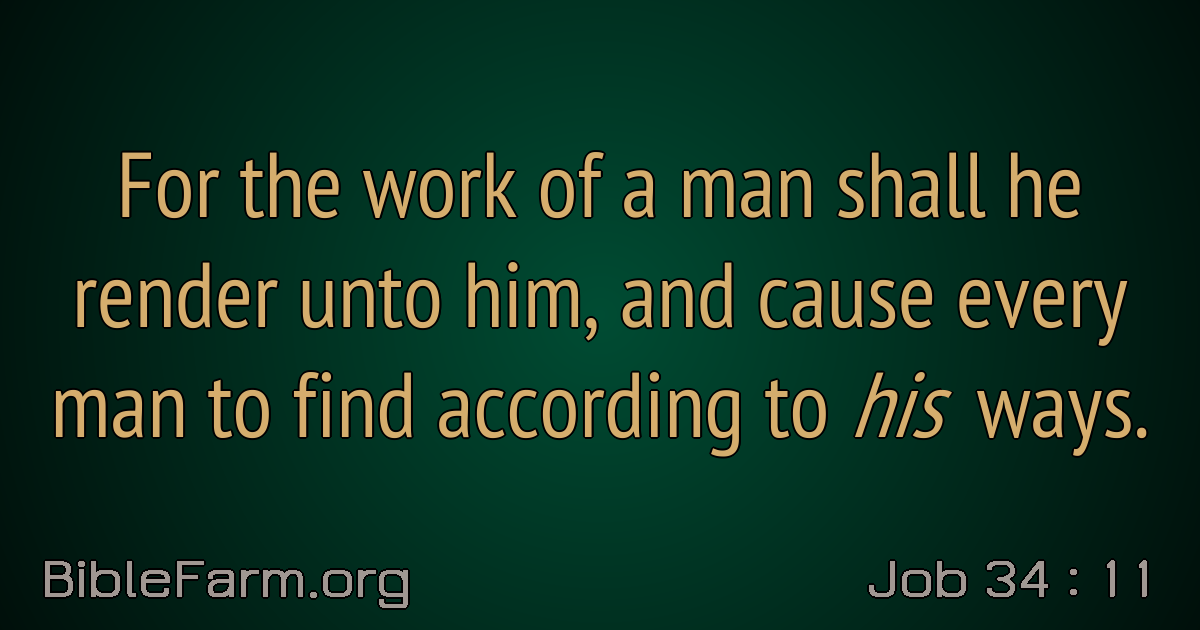 For the work of a man shall he
render unto him, and cause every
man to find according to his ways.
BibleFarm.org
Job 34 : 11